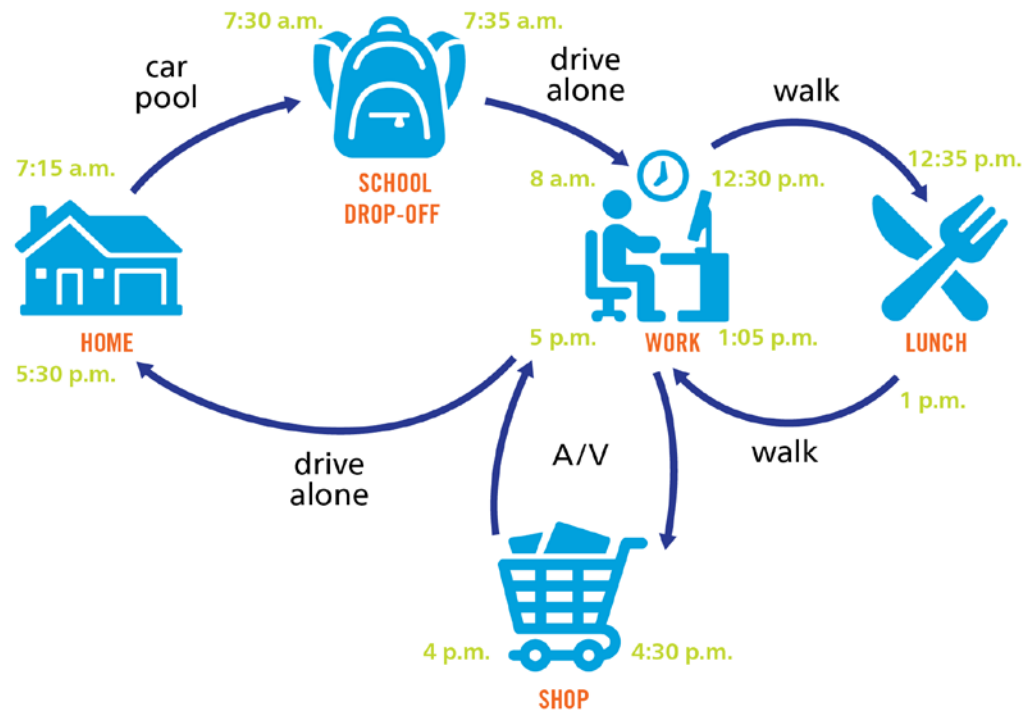 7:30 a.m.
7:35 a.m.
car
pool
drive
alone
walk
7:15 a.m.
SCHOOL
DROP-OFF
8 a.m.
12:30 p.m.
12:35 p.m.
HOME
5 p.m.
WORK
1:05 p.m.
LUNCH
5:30 p.m.
1 p.m.
drive
alone
A/V
walk
4 p.m.
4:30 p.m.
SHOP